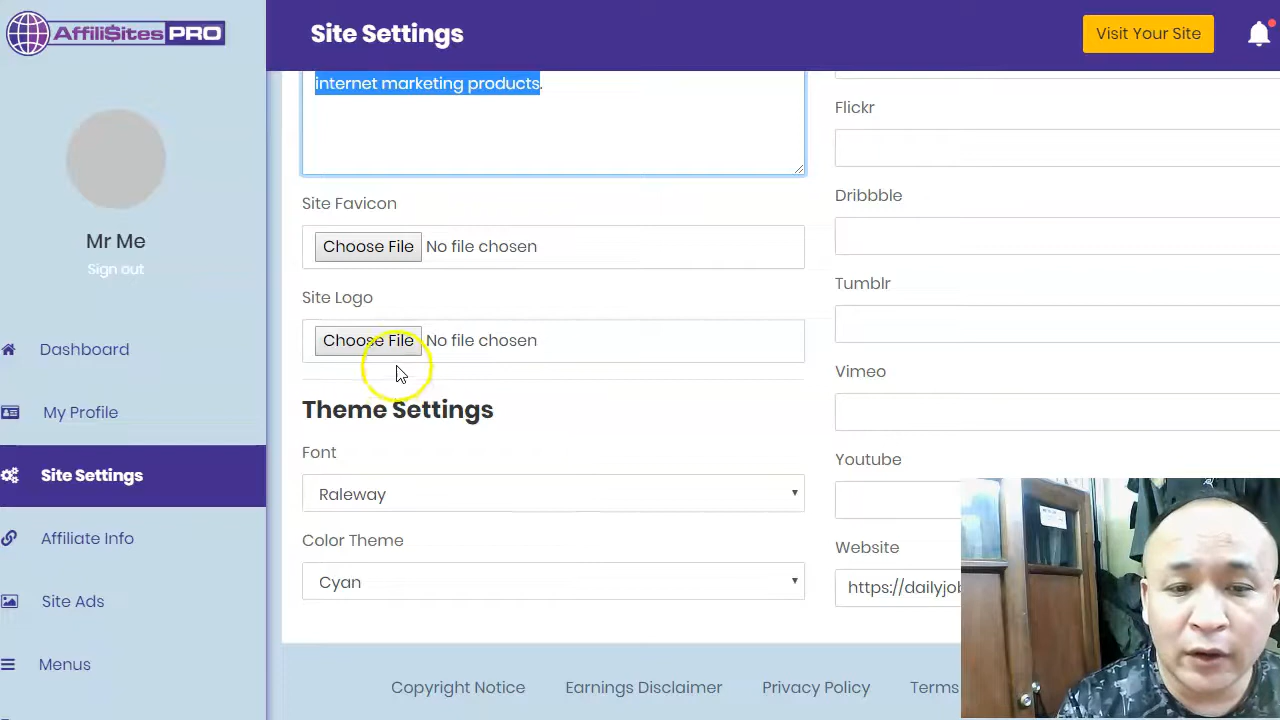 AffiliSites PRO
Site Settings
Visit Your Site
Mr Me
Sign out
Dashboard
My Profile
Site Settings
Affiliate Info
Site Ads
Menus
internet marketing products.
Site Favicon
Choose File No file chosen
Site Logo
Choose File No file chosen
Theme Settings
Font
Raleway
Color Theme
Cyan
Flickr
Dribbble
Tumblr
Vimeo
Youtube
Website
Copyright Notice
Earnings Disclaimer
Privacy Policy
Terms